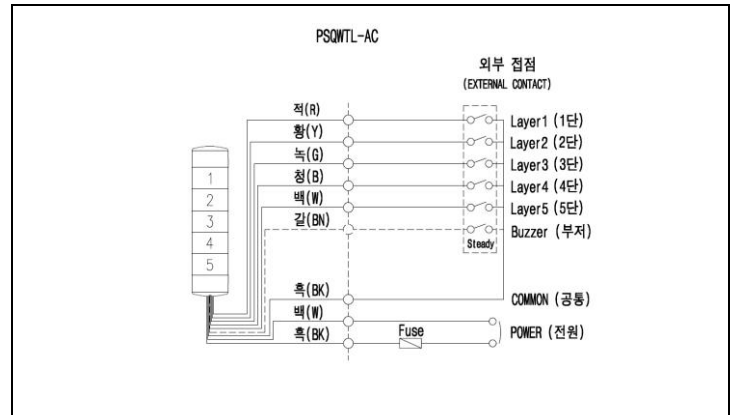 PSQWTL-AC
외부 접점
(EXTERNAL CONTACT)
적(R) Layer1 (1단)
황(Y) Layer2 (2단)
녹(G) Layer3 (3단)
청(B) Layer4 (4단)
백(W) Layer5 (5단)
갈(BN) Buzzer (부저)
Steady
1
2
3
4
5
흑(BK) COMMON (공통)
백(W)
흑(BK) Fuse POWER (전원)